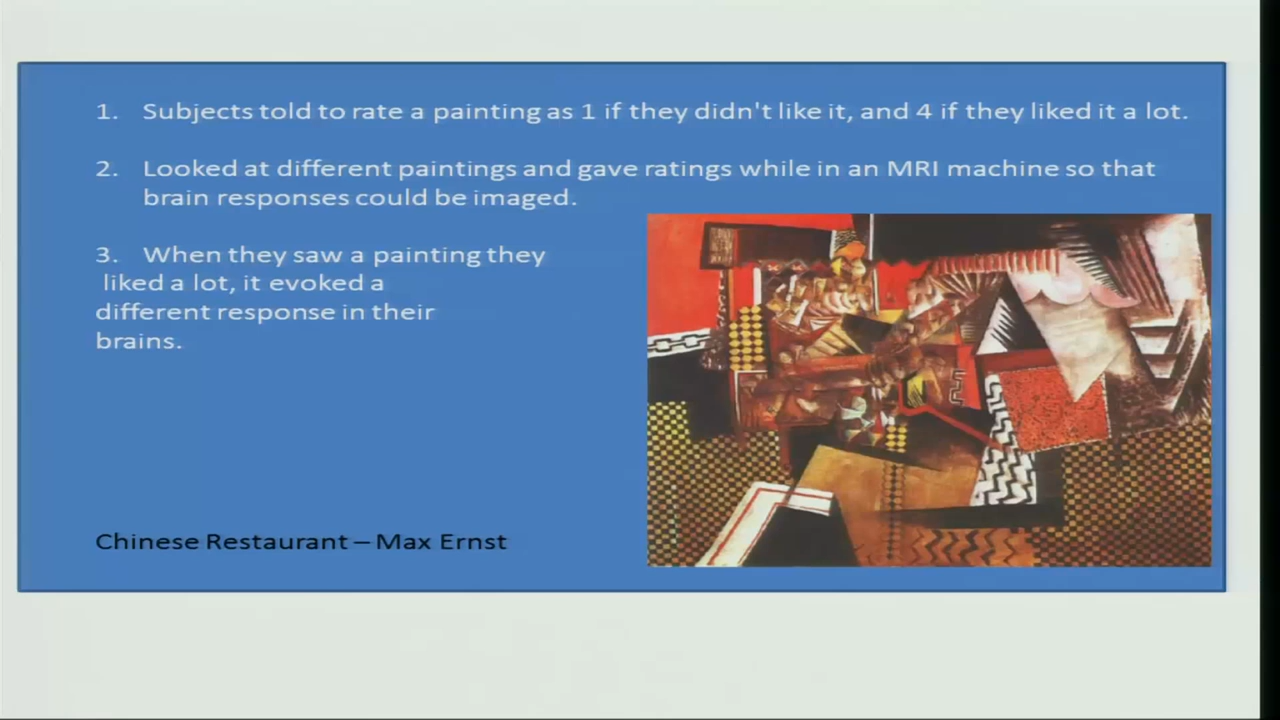 1. Subjects told to rate a painting as 1 if they didn't like it, and 4 if they liked it a lot.
2. Looked at different paintings and gave ratings while in an MRI machine so that
brain responses could be imaged.
3. When they saw a painting they
liked a lot, it evoked a
different response in their
brains.
Chinese Restaurant – Max Ernst